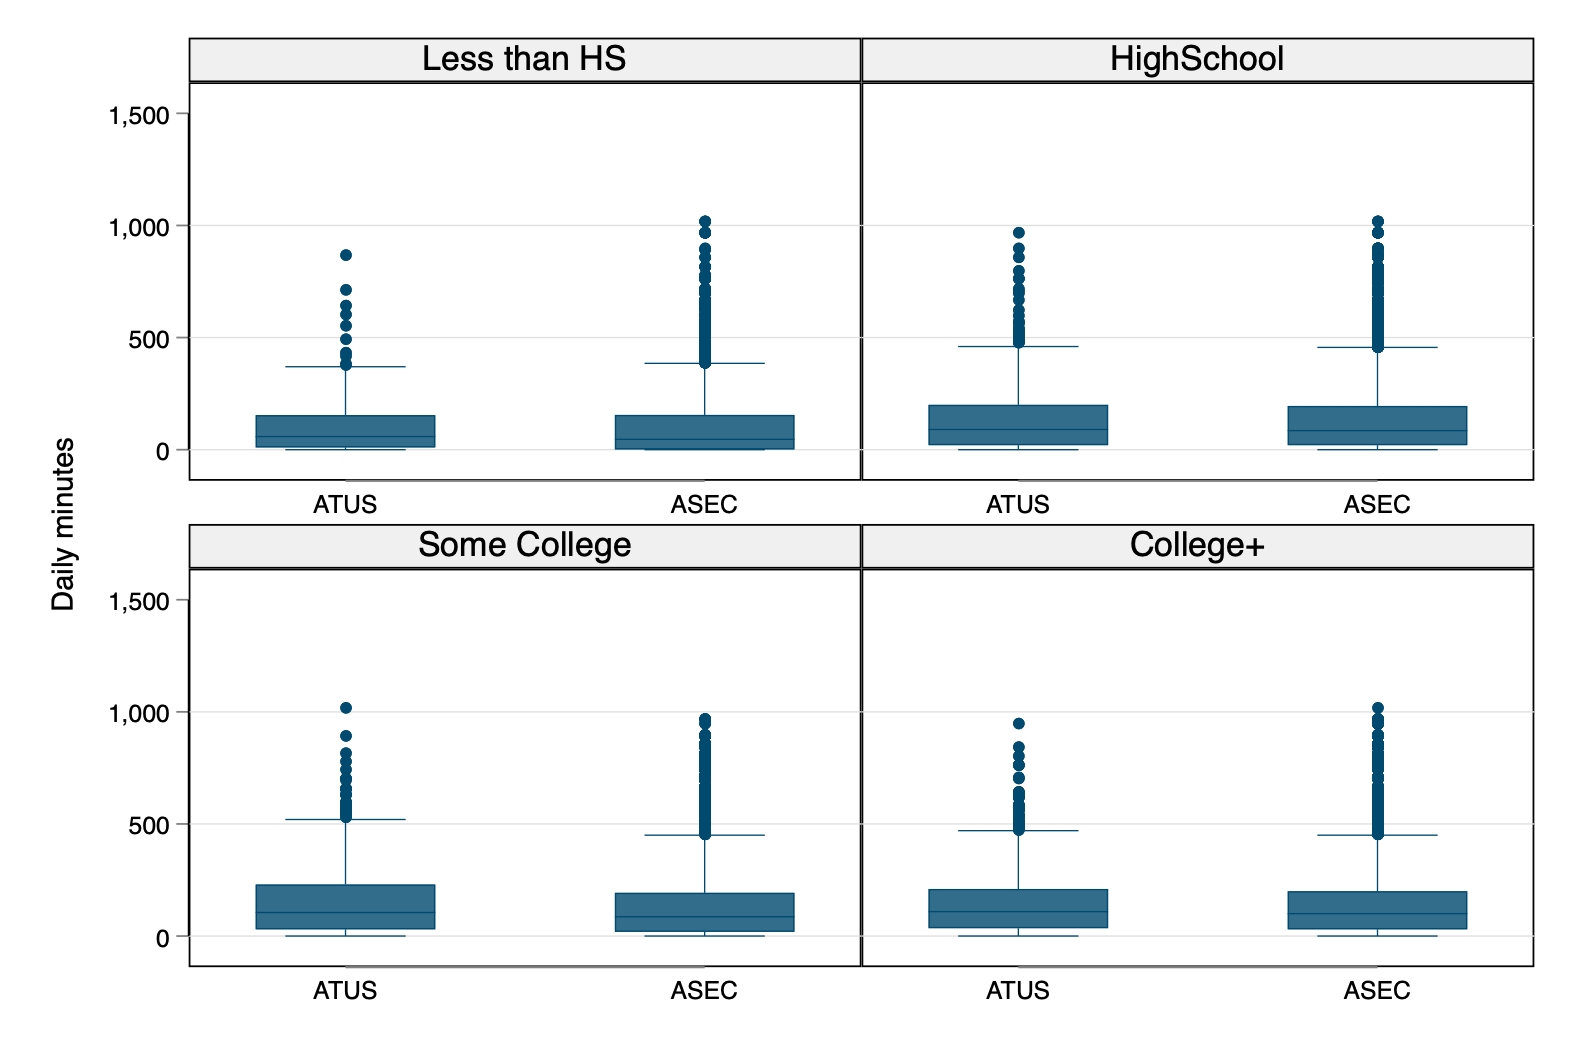 Less than HS
HighSchool
1,500
1,000
500
0
ATUS
ASEC
ATUS
ASEC
Daily minutes
Some College
College+
1,500
1,000
500
0
ATUS
ASEC
ATUS
ASEC